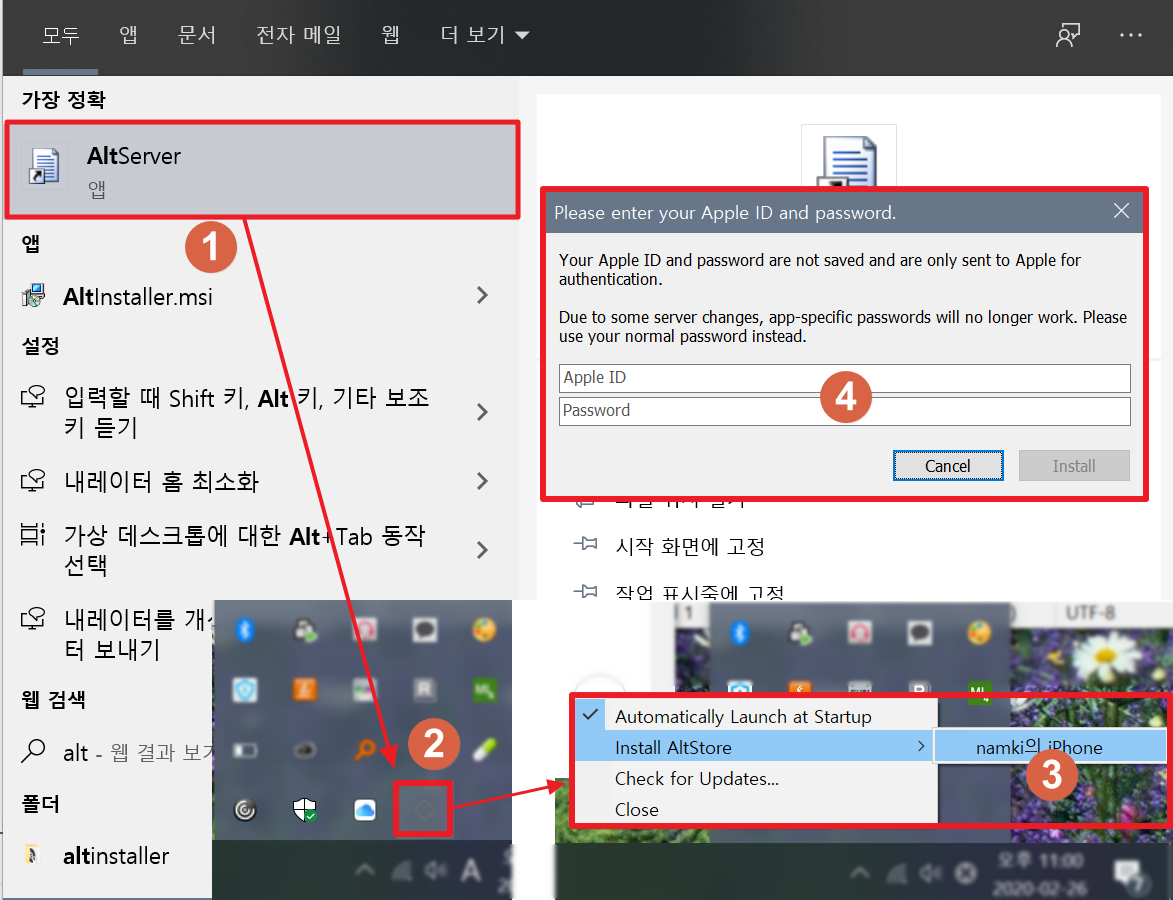 모두
앱
문서
전자 메일
웹
더 보기
가장 정확
AltServer
앱
1
앱
AltInstaller.msi
설정
입력할 때 Shift 키, Alt 키, 기타 보조
키 듣기
내레이터 홈 최소화
가상 데스크톱에 대한 Alt+Tab 동작
선택
내레이터를 개선
터 보내기
웹 검색
alt - 웹 결과 보기
폴더
altinstaller
Please enter your Apple ID and password.
Your Apple ID and password are not saved and are only sent to Apple for
authentication.
Due to some server changes, app-specific passwords will no longer work. Please
use your normal password instead.
Apple ID
Password
4
Cancel
Install
시작 화면에 고정
작업 표시줄에 고정
2
A
UTF-8
Automatically Launch at Startup
Install AltStore
namki의 iPhone
Check for Updates...
Close
3
오후 11:00
2020-02-26
7